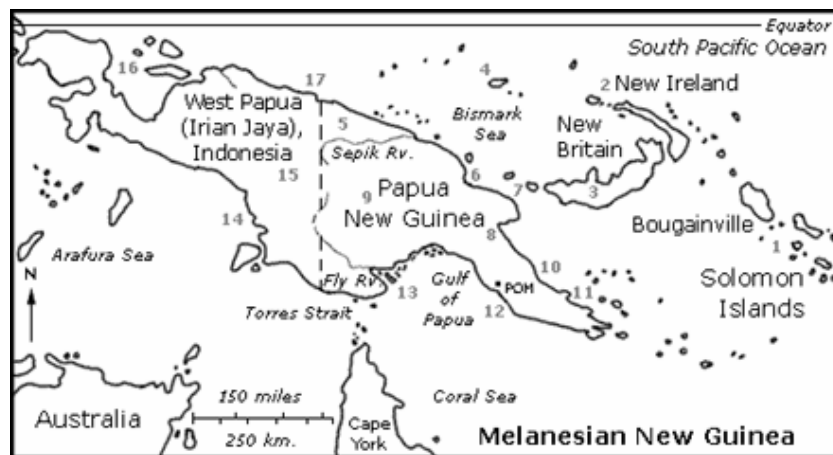 Equator
South Pacific Ocean
16
17
4
2
New Ireland
West Papua
(Irian Jaya),
Indonesia
5
Bismark
Sea
New
Britain
Sepik Rv.
15
6
7
3
9
Papua
New Guinea
14
8
Bougainville
1
Arafura Sea
N
Fly Rv
13
Gulf
of
Papua
POM
10
11
12
Solomon
Islands
Torres Strait
150 miles
250 km.
Coral Sea
Australia
Cape
York
Melanesian New Guinea